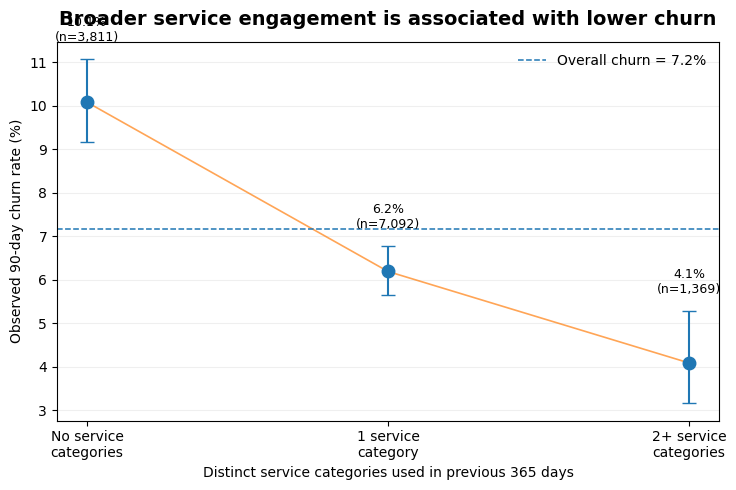 Broader service engagement is associated with lower churn
(n=3,811)
Overall churn = 7.2%
11
10
9
8
7
6
5
4
3
6.2%
(n=7,092)
4.1%
(n=1,369)
Observed 90-day churn rate (%)
No service
categories
1 service
category
2+ service
categories
Distinct service categories used in previous 365 days